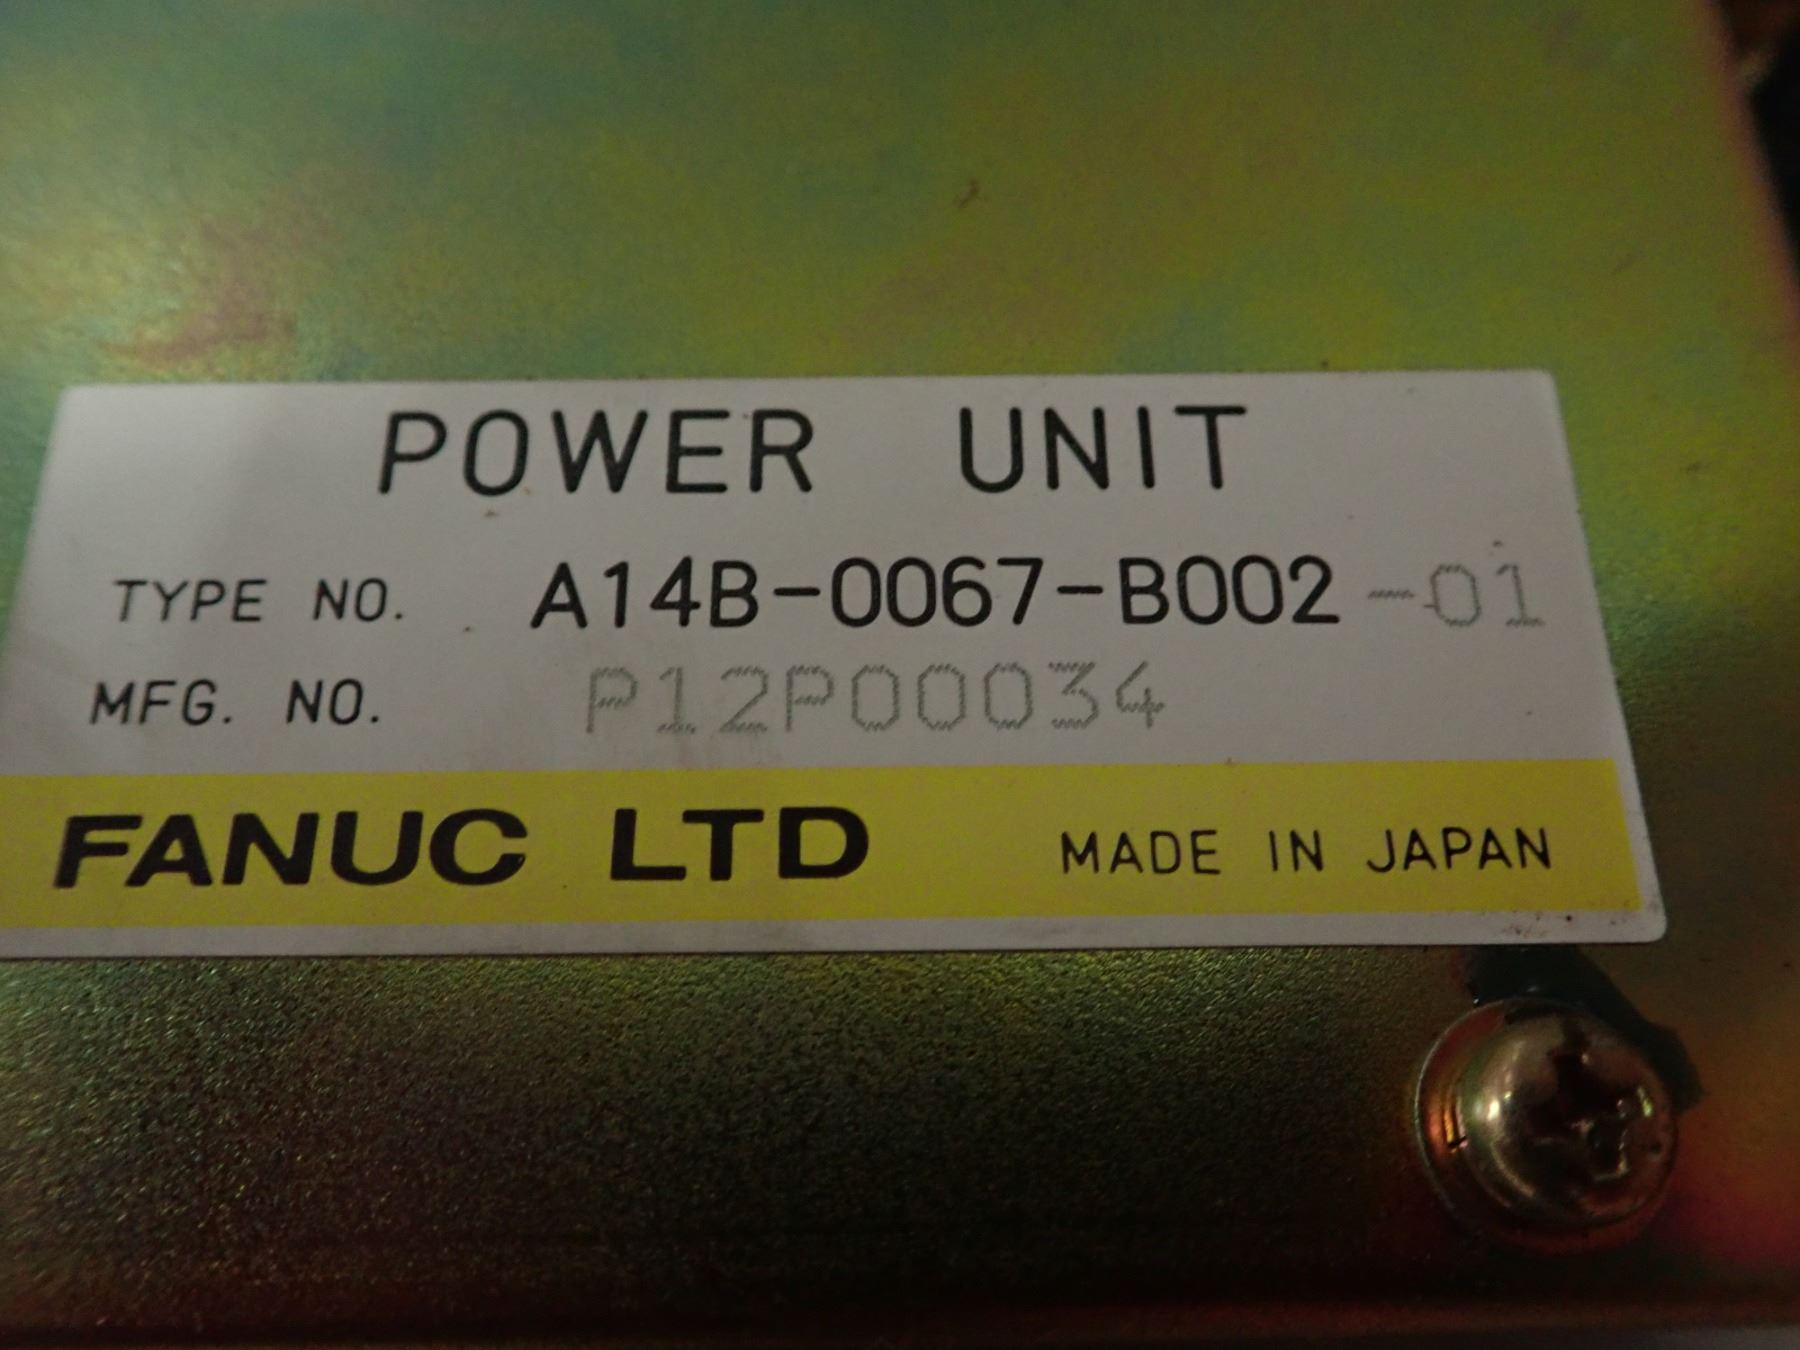 POWER UNIT
TYPE NO. A14B-0067-B002-01
MFG. NO. P12P00034
FANUC LTD MADE IN JAPAN